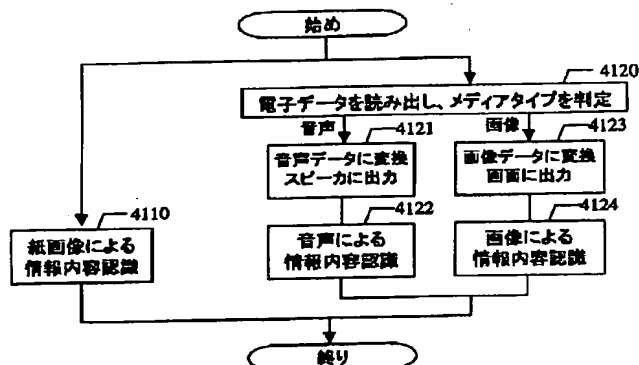 始め
4120
電子データを読み出し、メディアタイプを判定
音声
4121
画像
4123
音声データに変換
スピーカに出力
画像データに変換
画面に出力
4110
4122
4124
紙画像による
情報内容認識
音声による
情報内容認識
画像による
情報内容認識
終り